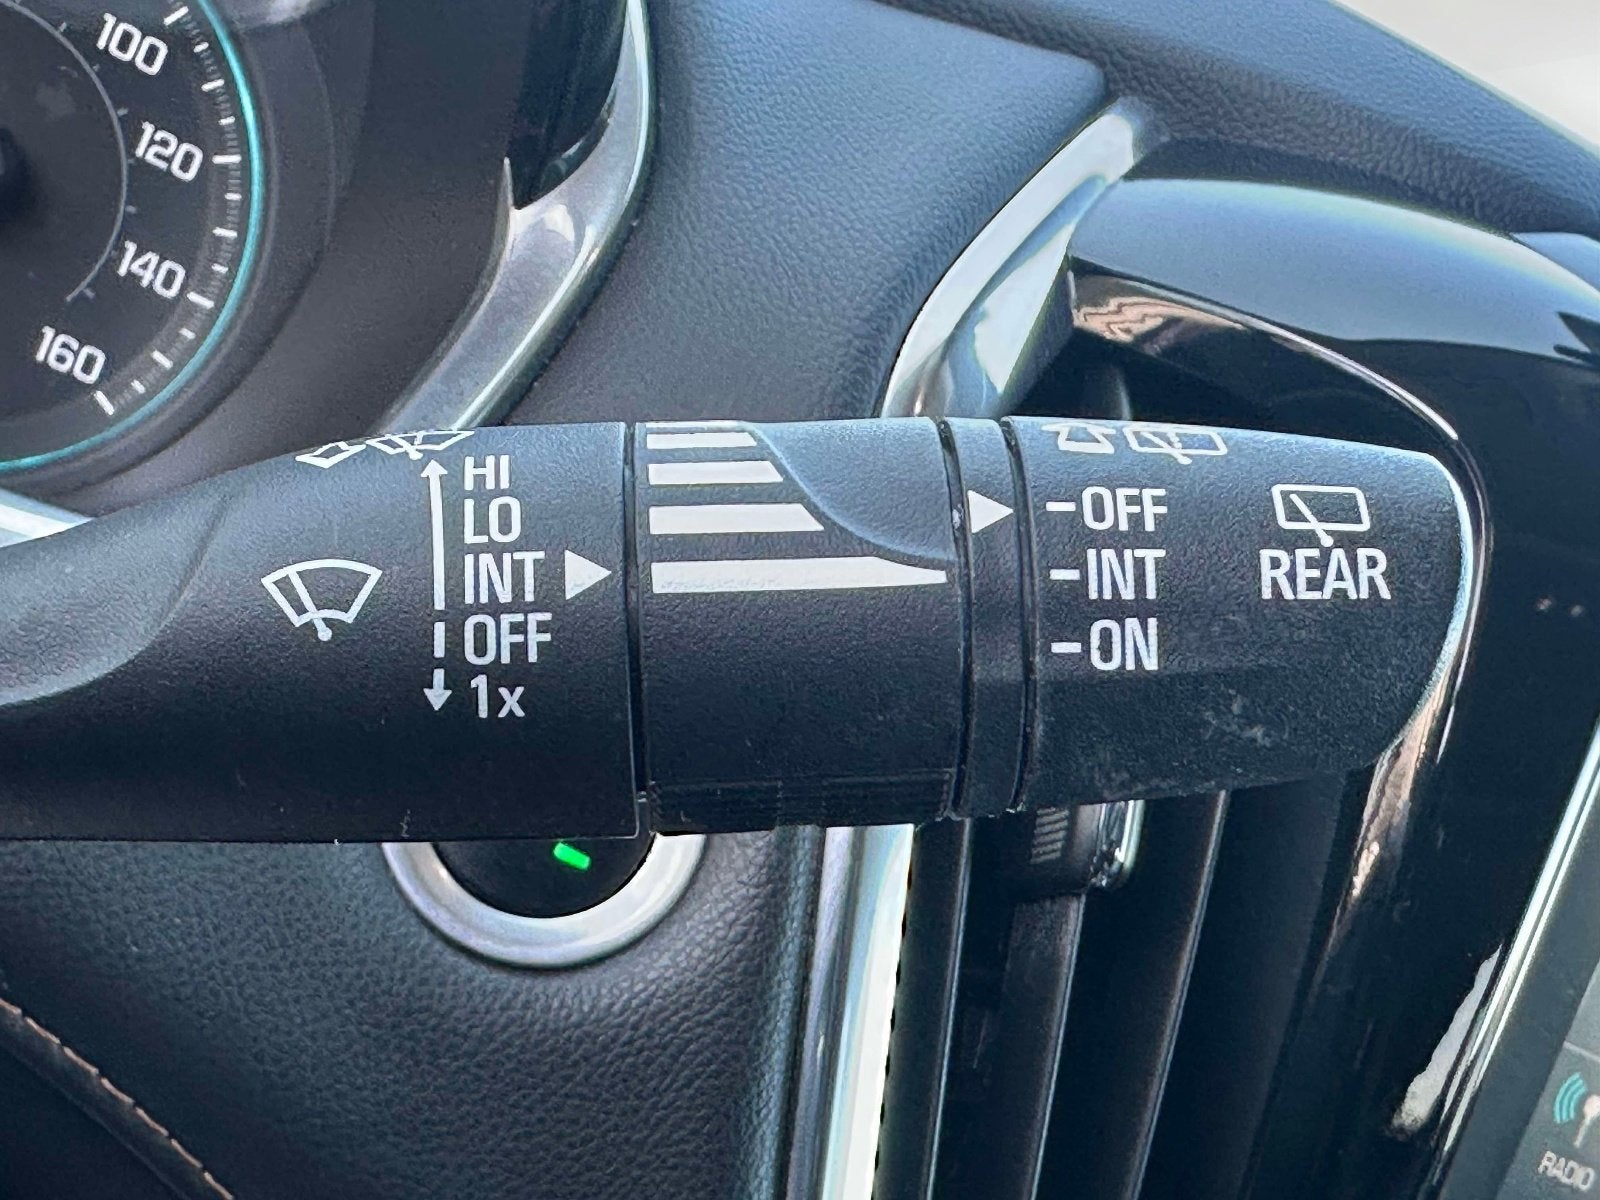 100
120
140
160
HI
LO
INT
OFF
1x
-OFF
-INT
-ON
REAR
RADIO